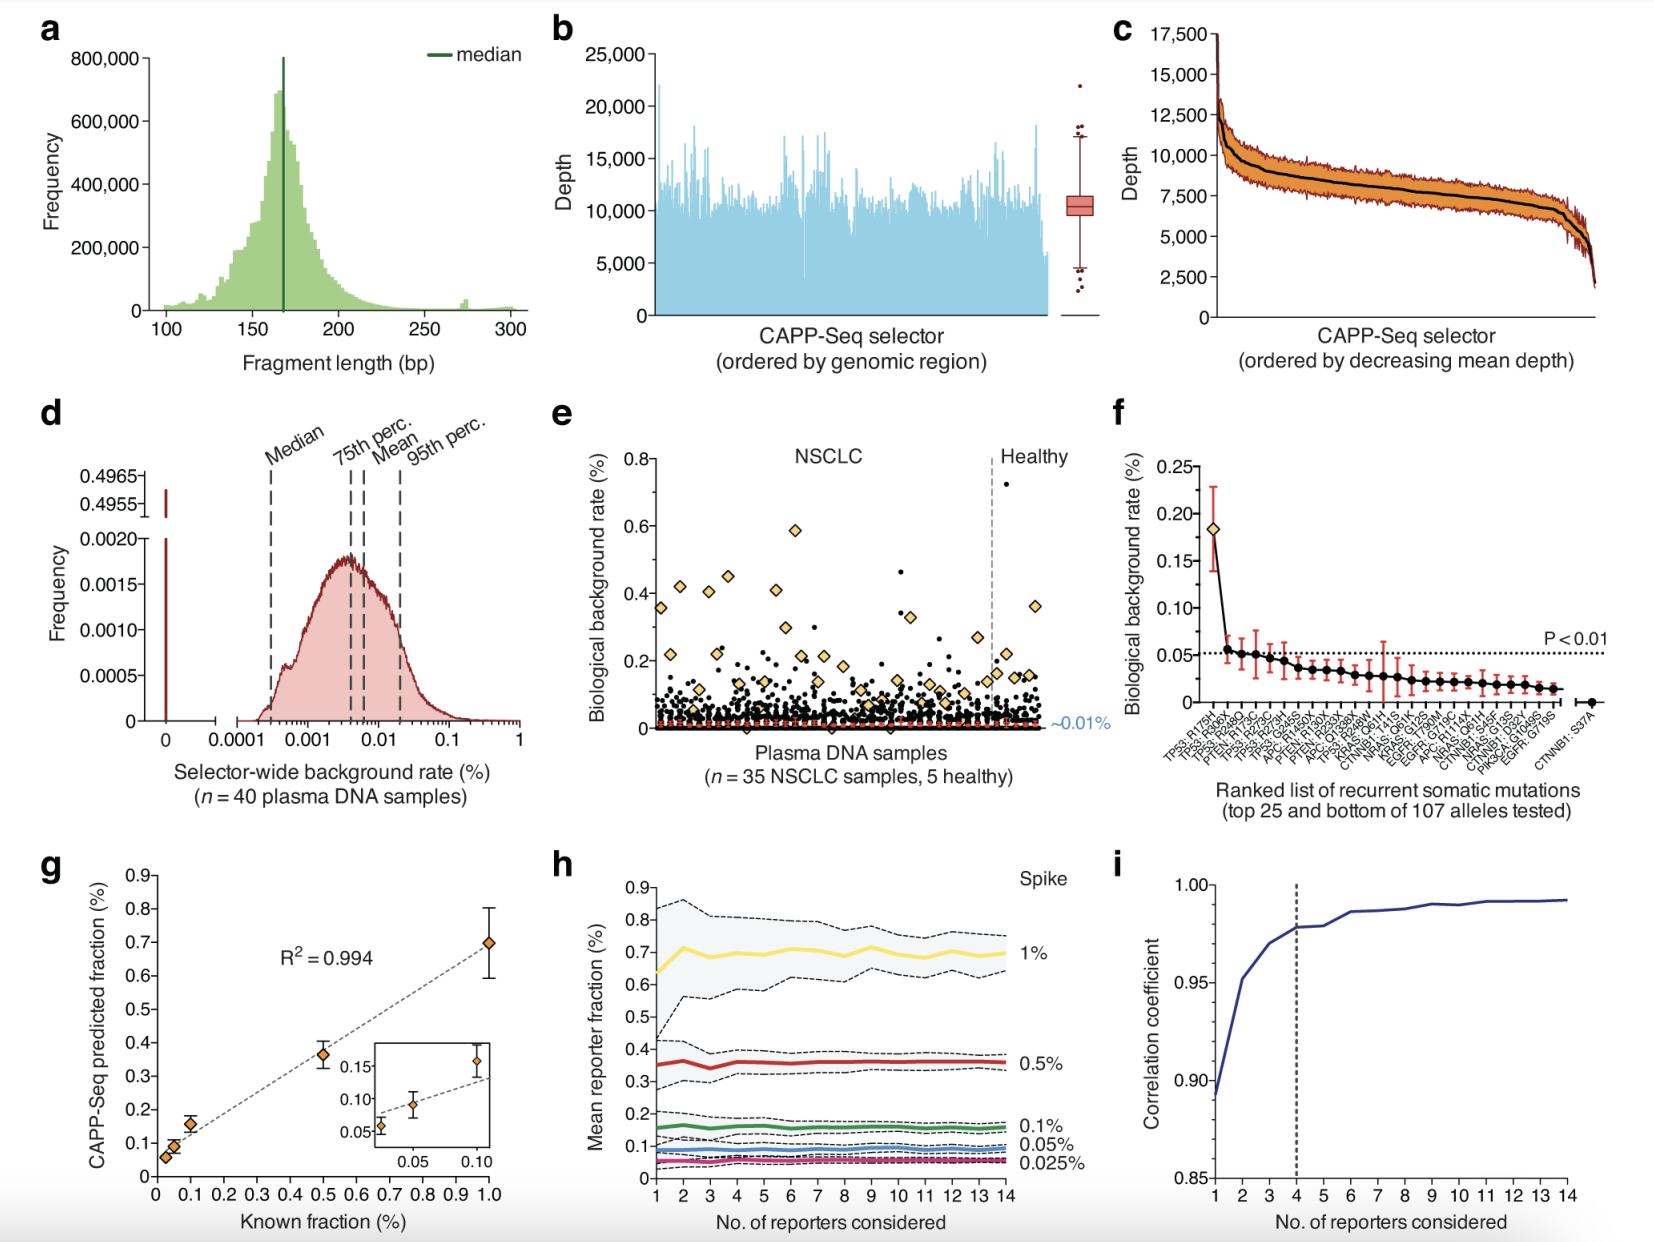 a
median
800,000
600,000
400,000
200,000
0
Frequency
100 150 200 250 300
Fragment length (bp)
b
25,000
20,000
15,000
10,000
5,000
0
Depth
CAPP-Seq selector
(ordered by genomic region)
c
17,500
15,000
12,500
10,000
7,500
5,000
2,500
0
Depth
CAPP-Seq selector
(ordered by decreasing mean depth)
d
Median
75th perc.
Mean
95th perc.
0.4965
0.4955
0.0020
0.0015
0.0010
0.0005
0
Frequency
0 0.0001 0.001 0.01 0.1 1
Selector-wide background rate (%)
(n = 40 plasma DNA samples)
e
NSCLC
Healthy
0.8
0.6
0.4
0.2
0
Biological background rate (%)
~0.01%
Plasma DNA samples
(n = 35 NSCLC samples, 5 healthy)
f
0.25
0.20
0.15
0.10
0.05
0
Biological background rate (%)
P < 0.01
TP53: R175H
CTNNB1: S37A
Ranked list of recurrent somatic mutations
(top 25 and bottom of 107 alleles tested)
g
0.9
0.7
0.6
0.5
0.4
0.3
0.2
0.1
0
CAPP-Seq predicted fraction (%)
R2 = 0.994
0.15
0.10
0.05
0.05 0.10
0 0.1 0.2 0.3 0.4 0.5 0.6 0.7 0.8 0.9 1.0
Known fraction (%)
h
Spike
0.9
0.8
0.7
0.6
0.5
0.4
0.3
0.2
0.1
0
Mean reporter fraction (%)
1%
0.5%
0.1%
0.05%
0.025%
1 2 3 4 5 6 7 8 9 10 11 12 13 14
No. of reporters considered
i
1.00
0.95
0.90
0.85
Correlation coefficient
1 2 3 4 5 6 7 8 9 10 11 12 13 14
No. of reporters considered